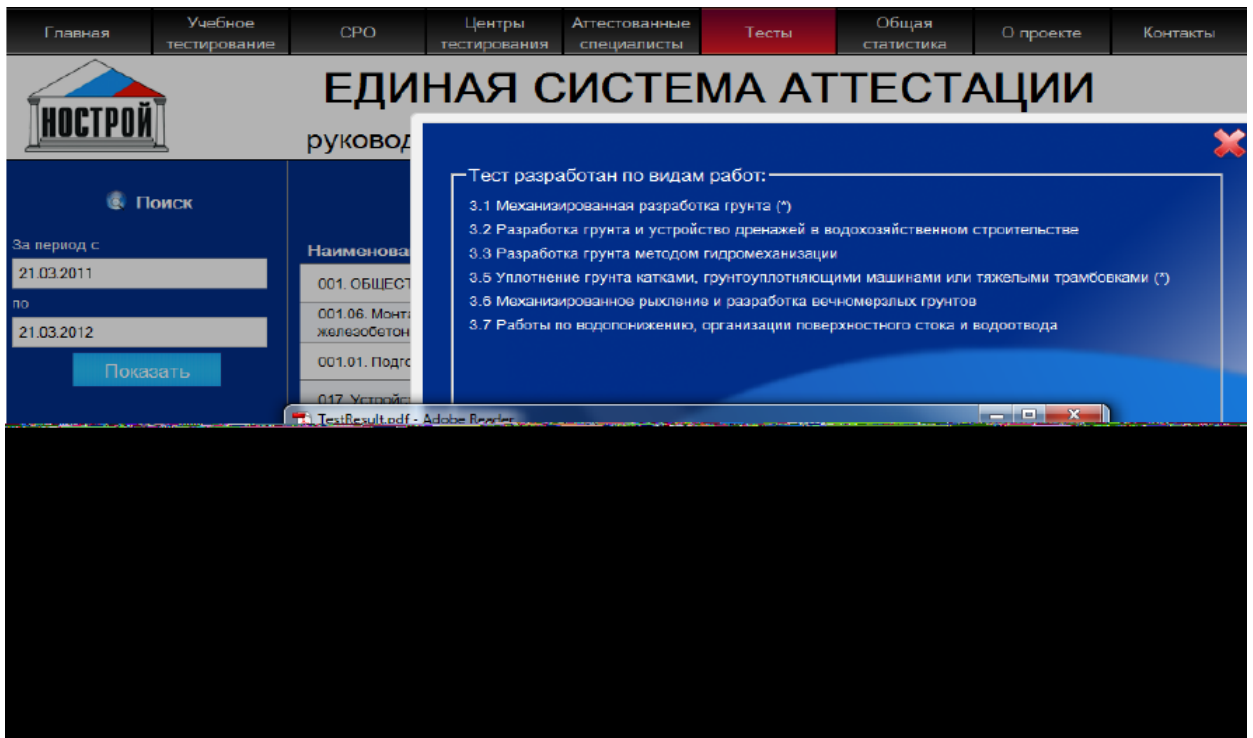 Главная
Учебное тестирование
СРО
Центры тестирования
Аттестованные специалисты
Тесты
Общая статистика
О проекте
Контакты
НОСТРОЙ
ЕДИНАЯ СИСТЕМА АТТЕСТАЦИИ
руковод
Поиск
За период с
21.03.2011
по
21.03.2012
Показать
Наименова
001. ОБЩЕСТ
001.06. Монта
железобетон
001.01. Подго
017. Устройс
Тест разработан по видам работ:
3.1 Механизированная разработка грунта (*)
3.2 Разработка грунта и устройство дренажей в водохозяйственном строительстве
3.3 Разработка грунта методом гидромеханизации
3.5 Уплотнение грунта катками, грунтоуплотняющими машинами или тяжелыми трамбовками (*)
3.6 Механизированное рыхление и разработка вечномерзлых грунтов
3.7 Работы по водопонижению, организации поверхностного стока и водоотвода
TestResult.pdf - Adobe Reader